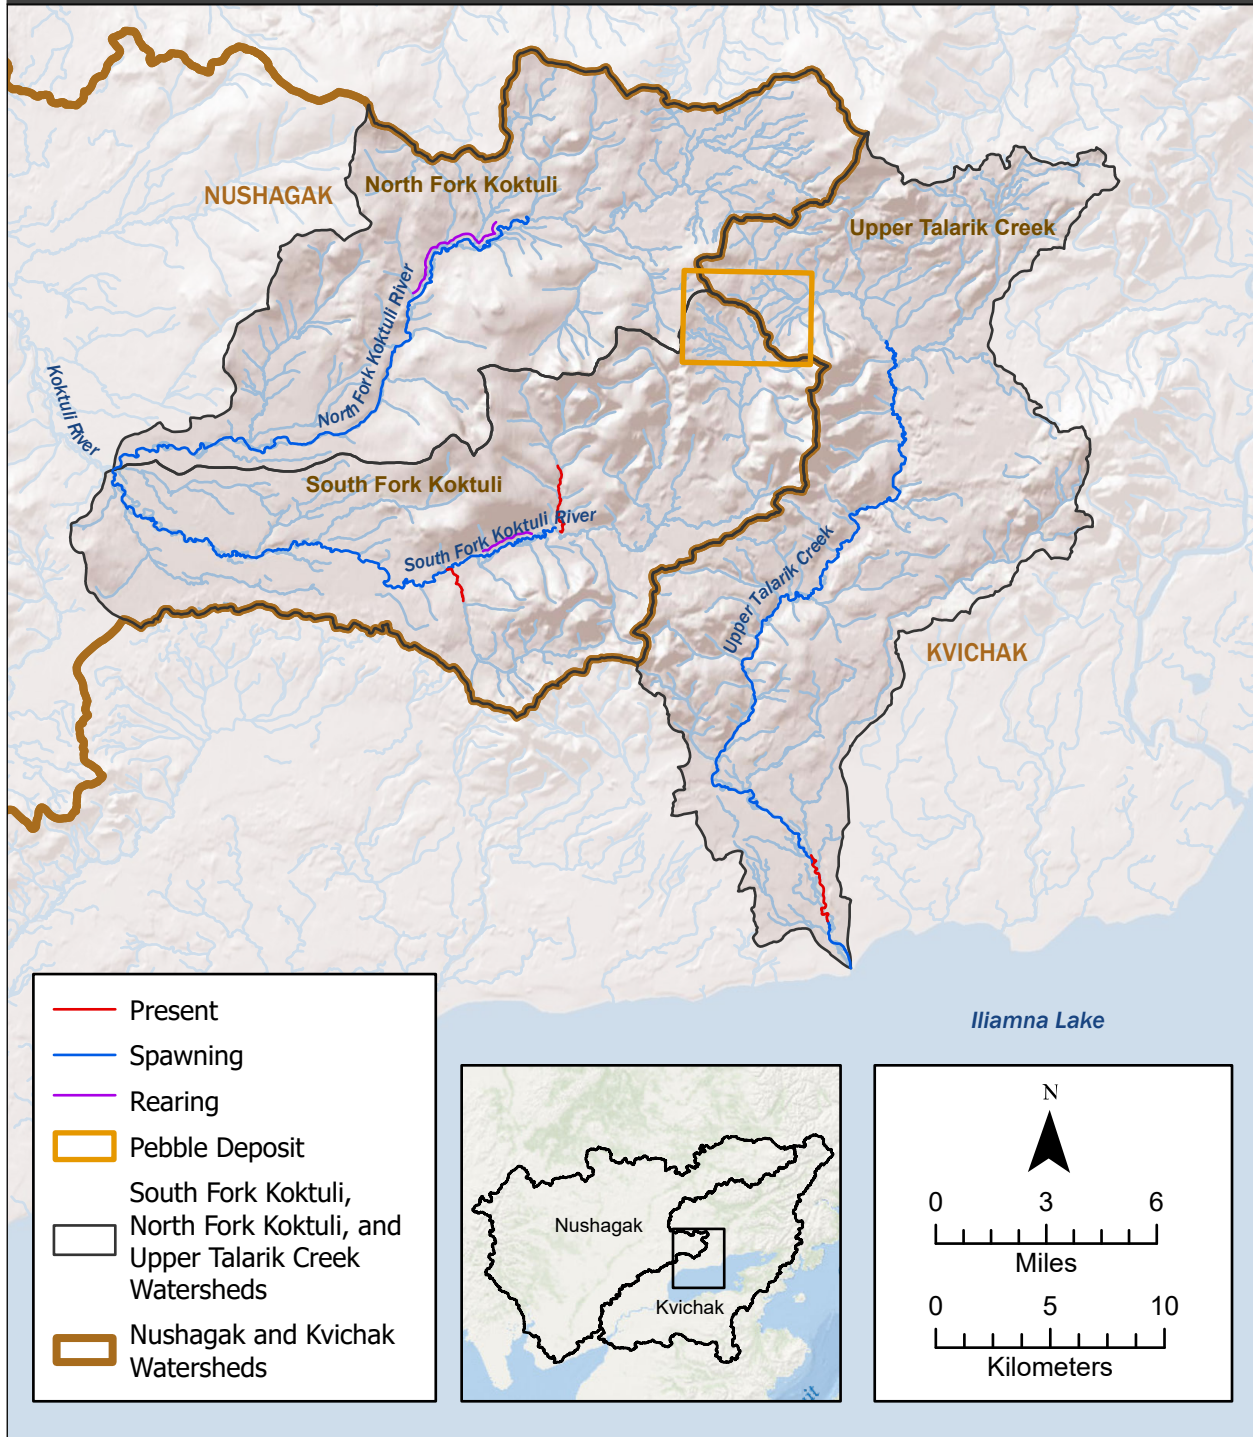 NUSHAGAK
North Fork Koktuli
Upper Talarik Creek
North Fork Koktuli River
Koktuli River
South Fork Koktuli
South Fork Koktuli River
Upper Talarik Creek
KVICHAK
Iliamna Lake
Present
Spawning
Rearing
Pebble Deposit
South Fork Koktuli,
North Fork Koktuli, and
Upper Talarik Creek
Watersheds
Nushagak and Kvichak
Watersheds
Nushagak
Kvichak
N
0 3 6
Miles
0 5 10
Kilometers